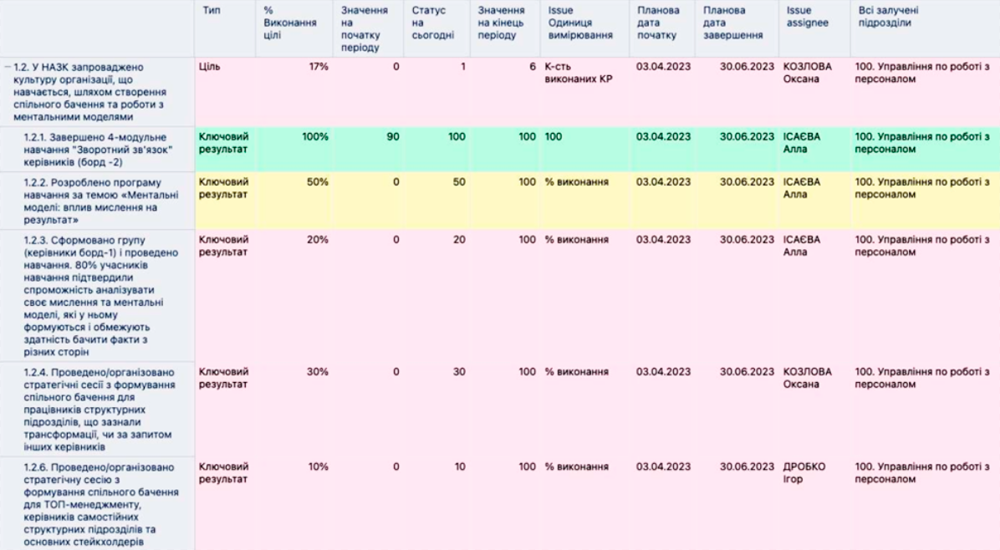 Тип
%
Виконання
цілі
Значення
на
початку
періоду
Статус
на
сьогодні
Значення
на кінець
періоду
Issue
Одиниця
вимірювання
Планова
дата
початку
Планова
дата
завершення
Issue
assignee
Всі залучені
підрозділи
1.2. У НАЗК запроваджено
культуру організації, що
навчається, шляхом створення
спільного бачення та роботи з
ментальними моделями
Ціль
17%
0
1
6
К-сть
виконаних КР
03.04.2023
30.06.2023
КОЗЛОВА
Оксана
100. Управління по роботі з
персоналом
1.2.1. Завершено 4-модульне
навчання "Зворотний зв'язок"
керівників (борд -2)
Ключовий
результат
100%
90
100
100
100
03.04.2023
30.06.2023
ІСАЄВА
Алла
100. Управління по роботі з
персоналом
1.2.2. Розроблено програму
навчання за темою «Ментальні
моделі: вплив мислення на
результат»
Ключовий
результат
50%
0
50
100
% виконання
03.04.2023
30.06.2023
ІСАЄВА
Алла
100. Управління по роботі з
персоналом
1.2.3. Сформовано групу
(керівники борд-1) і проведено
навчання. 80% учасників
навчання підтвердили
спроможність аналізувати
своє мислення та ментальні
моделі, які у ньому
формуються і обмежують
здатність бачити факти з
різних сторін
Ключовий
результат
20%
0
20
100
% виконання
03.04.2023
30.06.2023
ІСАЄВА
Алла
100. Управління по роботі з
персоналом
1.2.4. Проведено/організовано
стратегічні сесії з формування
спільного бачення для
працівників структурних
підрозділів, що зазнали
трансформації, чи за запитом
інших керівників
Ключовий
результат
30%
0
30
100
% виконання
03.04.2023
30.06.2023
КОЗЛОВА
Оксана
100. Управління по роботі з
персоналом
1.2.6. Проведено/організовано
стратегічну сесію з
формування спільного бачення
для ТОП-менеджменту,
керівників самостійних
структурних підрозділів та
основних стейкхолдерів
Ключовий
результат
10%
0
10
100
% виконання
03.04.2023
30.06.2023
ДРОБКО
Ігор
100. Управління по роботі з
персоналом